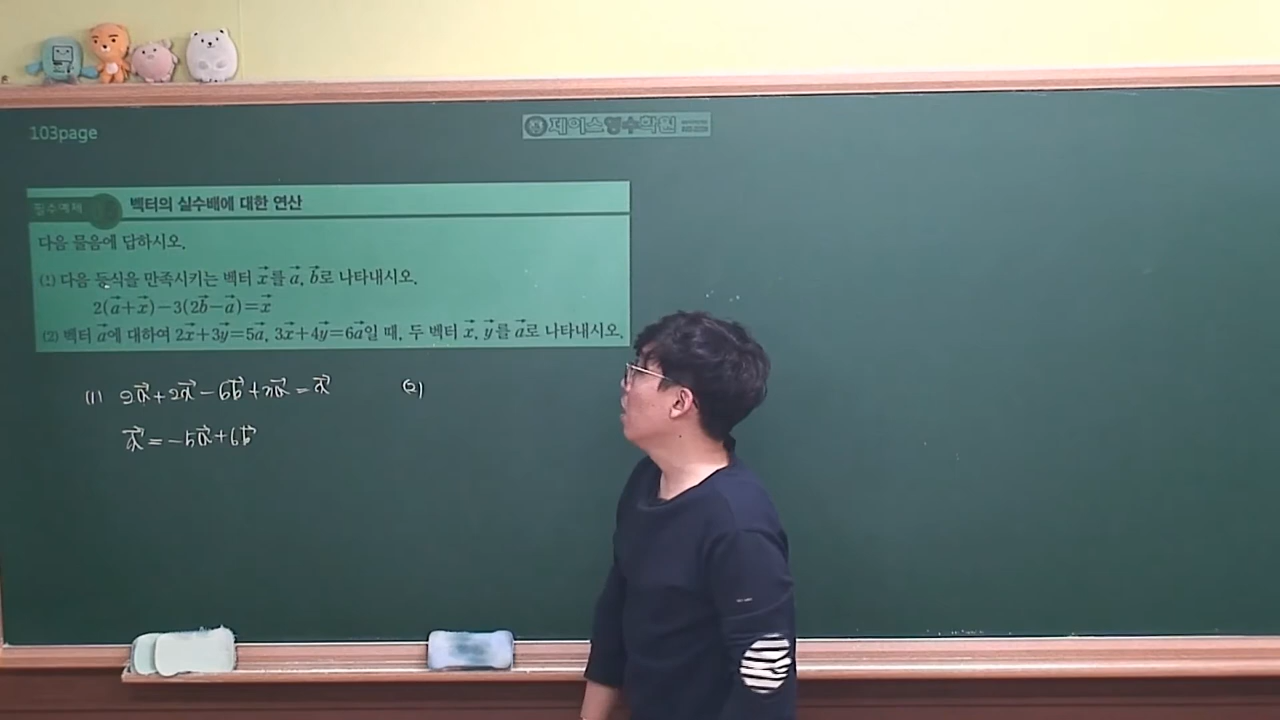 103page
제이스영수학원
필수예제
벡터의 실수배에 대한 연산
다음 물음에 답하시오.
(1) 다음 등식을 만족시키는 벡터 x⃗를 a⃗, b⃗로 나타내시오.
2(a⃗+x⃗)−3(2b⃗−a⃗)=x⃗
(2) 벡터 a⃗에 대하여 2x⃗+3y⃗=5a⃗, 3x⃗+4y⃗=6a⃗일 때, 두 벡터 x⃗, y⃗를 a⃗로 나타내시오.
(1) 2a⃗+2x⃗−6b⃗+3a⃗=x⃗
(2)
x⃗=−5a⃗+6b⃗